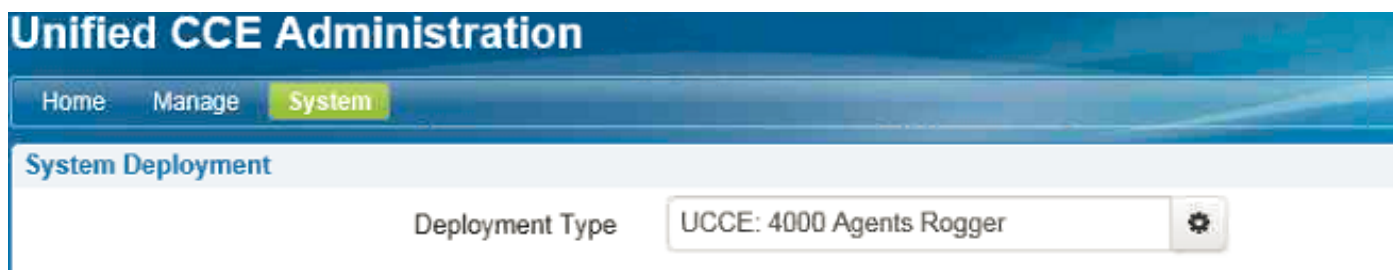 Unified CCE Administration
Home Manage System
System Deployment
Deployment Type UCCE: 4000 Agents Rogger